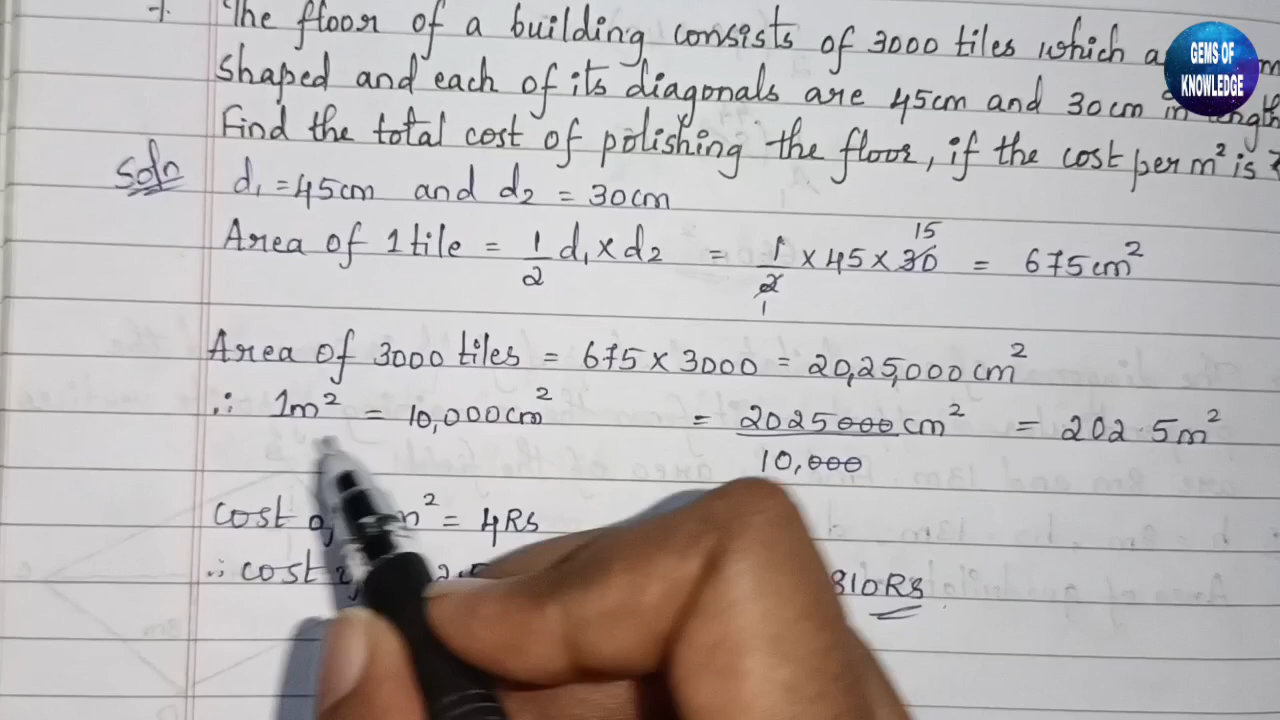 7. The floor of a building consists of 3000 tiles which
shaped and each of its diagonals are 45cm and 30cm in length
Find the total cost of polishing the floor, if the cost per m² is ₹
Soln d₁ = 45cm and d₂ = 30cm
Area of 1 tile = 1/2 d₁ × d₂ = 1/2 × 45 × 30 15 1 = 675cm²
Area of 3000 tiles = 675 × 3000 = 20,25,000 cm²
∴ 1m² = 10,000cm² = 2025000 cm²/10,000 = 202.5m²
cost m² = 4RS
∴ cost 810RS
GEMS OF
KNOWLEDGE